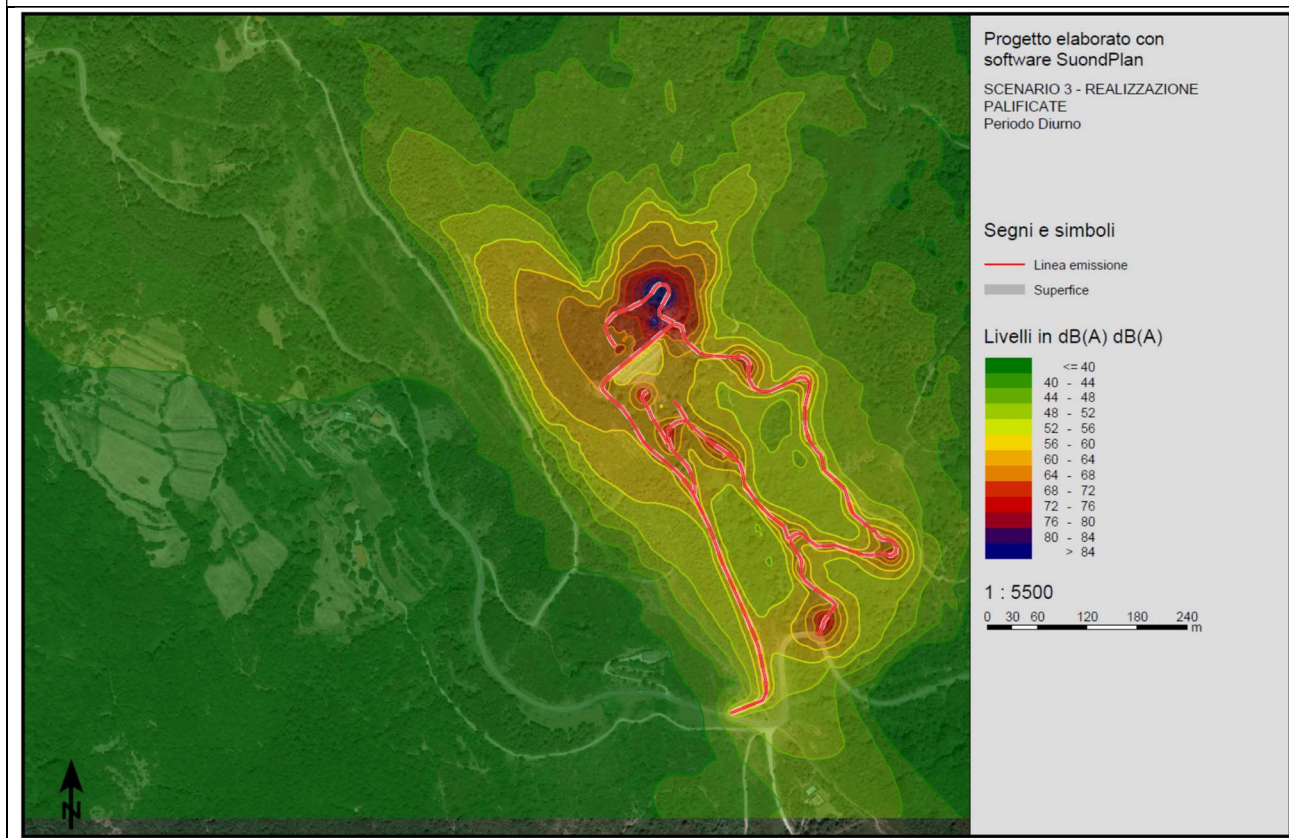 Progetto elaborato con
software SuondPlan
SCENARIO 3 - REALIZZAZIONE
PALIFICATE
Periodo Diurno
Segni e simboli
Linea emissione
Superfice
Livelli in dB(A) dB(A)
<= 40
40 - 44
44 - 48
48 - 52
52 - 56
56 - 60
60 - 64
64 - 68
68 - 72
72 - 76
76 - 80
80 - 84
> 84
1 : 5500
0 30 60 120 180 240
m
N